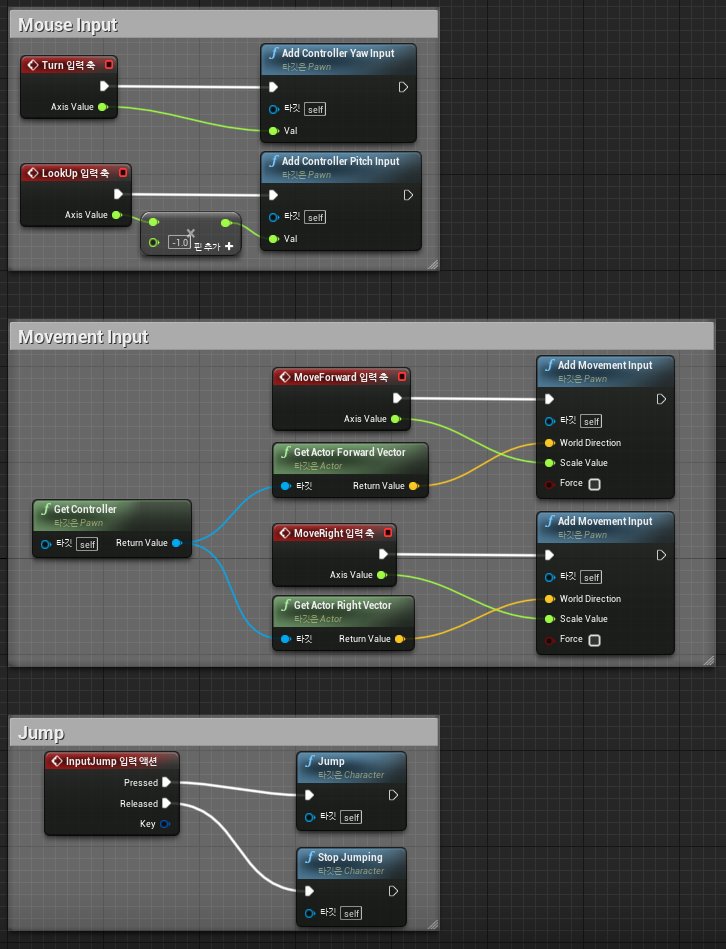 Mouse Input
Turn 입력 축
Axis Value
Add Controller Yaw Input
타깃은 Pawn
타깃 self
Val
LookUp 입력 축
Axis Value
-1.0
핀 추가 +
Add Controller Pitch Input
타깃은 Pawn
타깃 self
Val
Movement Input
MoveForward 입력 축
Axis Value
Add Movement Input
타깃은 Pawn
타깃 self
World Direction
Scale Value
Force
Get Actor Forward Vector
타깃은 Actor
타깃 Return Value
Get Controller
타깃은 Pawn
타깃 self Return Value
MoveRight 입력 축
Axis Value
Add Movement Input
타깃은 Pawn
타깃 self
World Direction
Scale Value
Force
Get Actor Right Vector
타깃은 Actor
타깃 Return Value
Jump
InputJump 입력 액션
Pressed
Released
Key
Jump
타깃은 Character
타깃 self
Stop Jumping
타깃은 Character
타깃 self